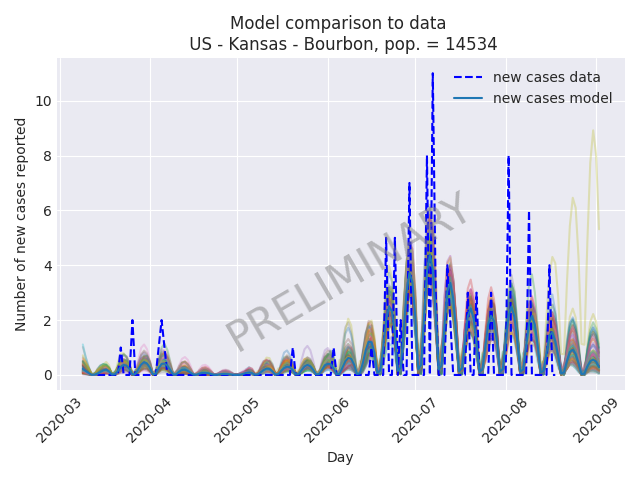 Model comparison to data
US - Kansas - Bourbon, pop. = 14534
new cases data
new cases model
Number of new cases reported
10
8
6
4
2
0
PRELIMINARY
2020-03
2020-04
2020-05
2020-06
2020-07
2020-08
2020-09
Day